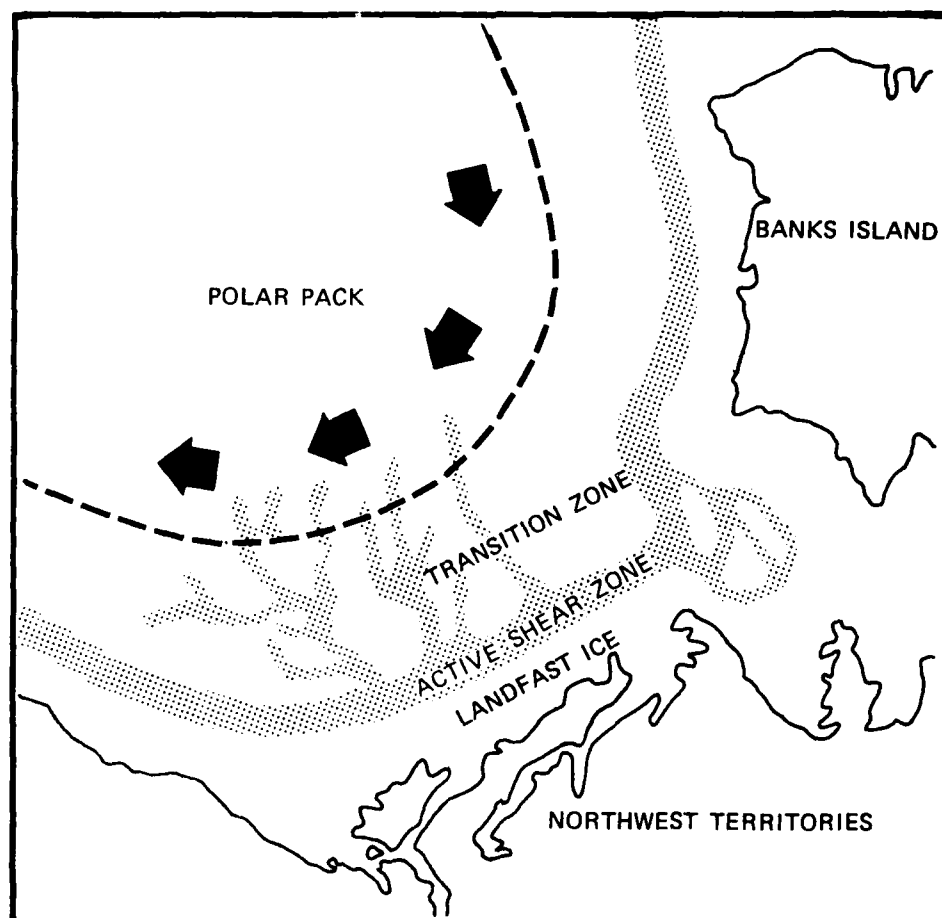 BANKS ISLAND
POLAR PACK
TRANSITION ZONE
ACTIVE SHEAR ZONE
LANDFAST ICE
NORTHWEST TERRITORIES